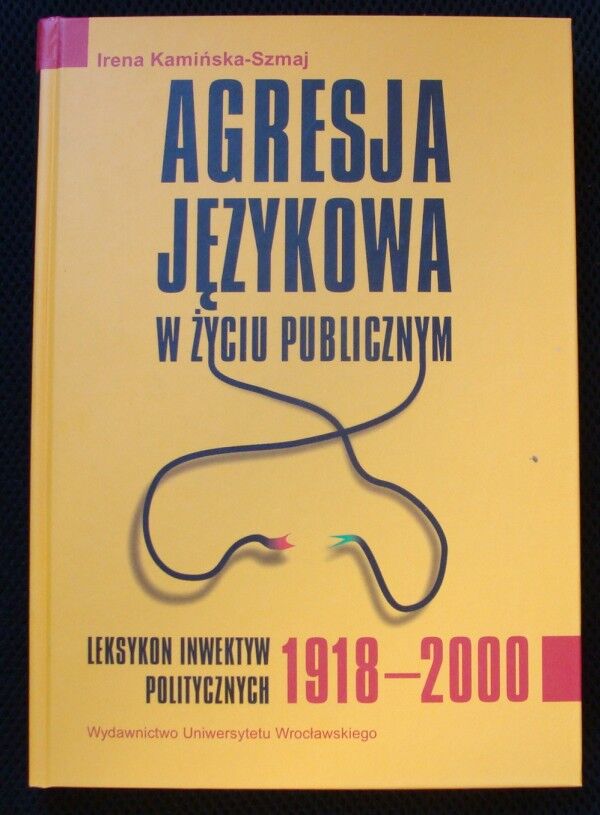 Irena Kamińska-Szmaj
AGRESJA
JĘZYKOWA
W ŻYCIU PUBLICZNYM
LEKSYKON INWEKTYW
POLITYCZNYCH
1918–2000
Wydawnictwo Uniwersytetu Wrocławskiego